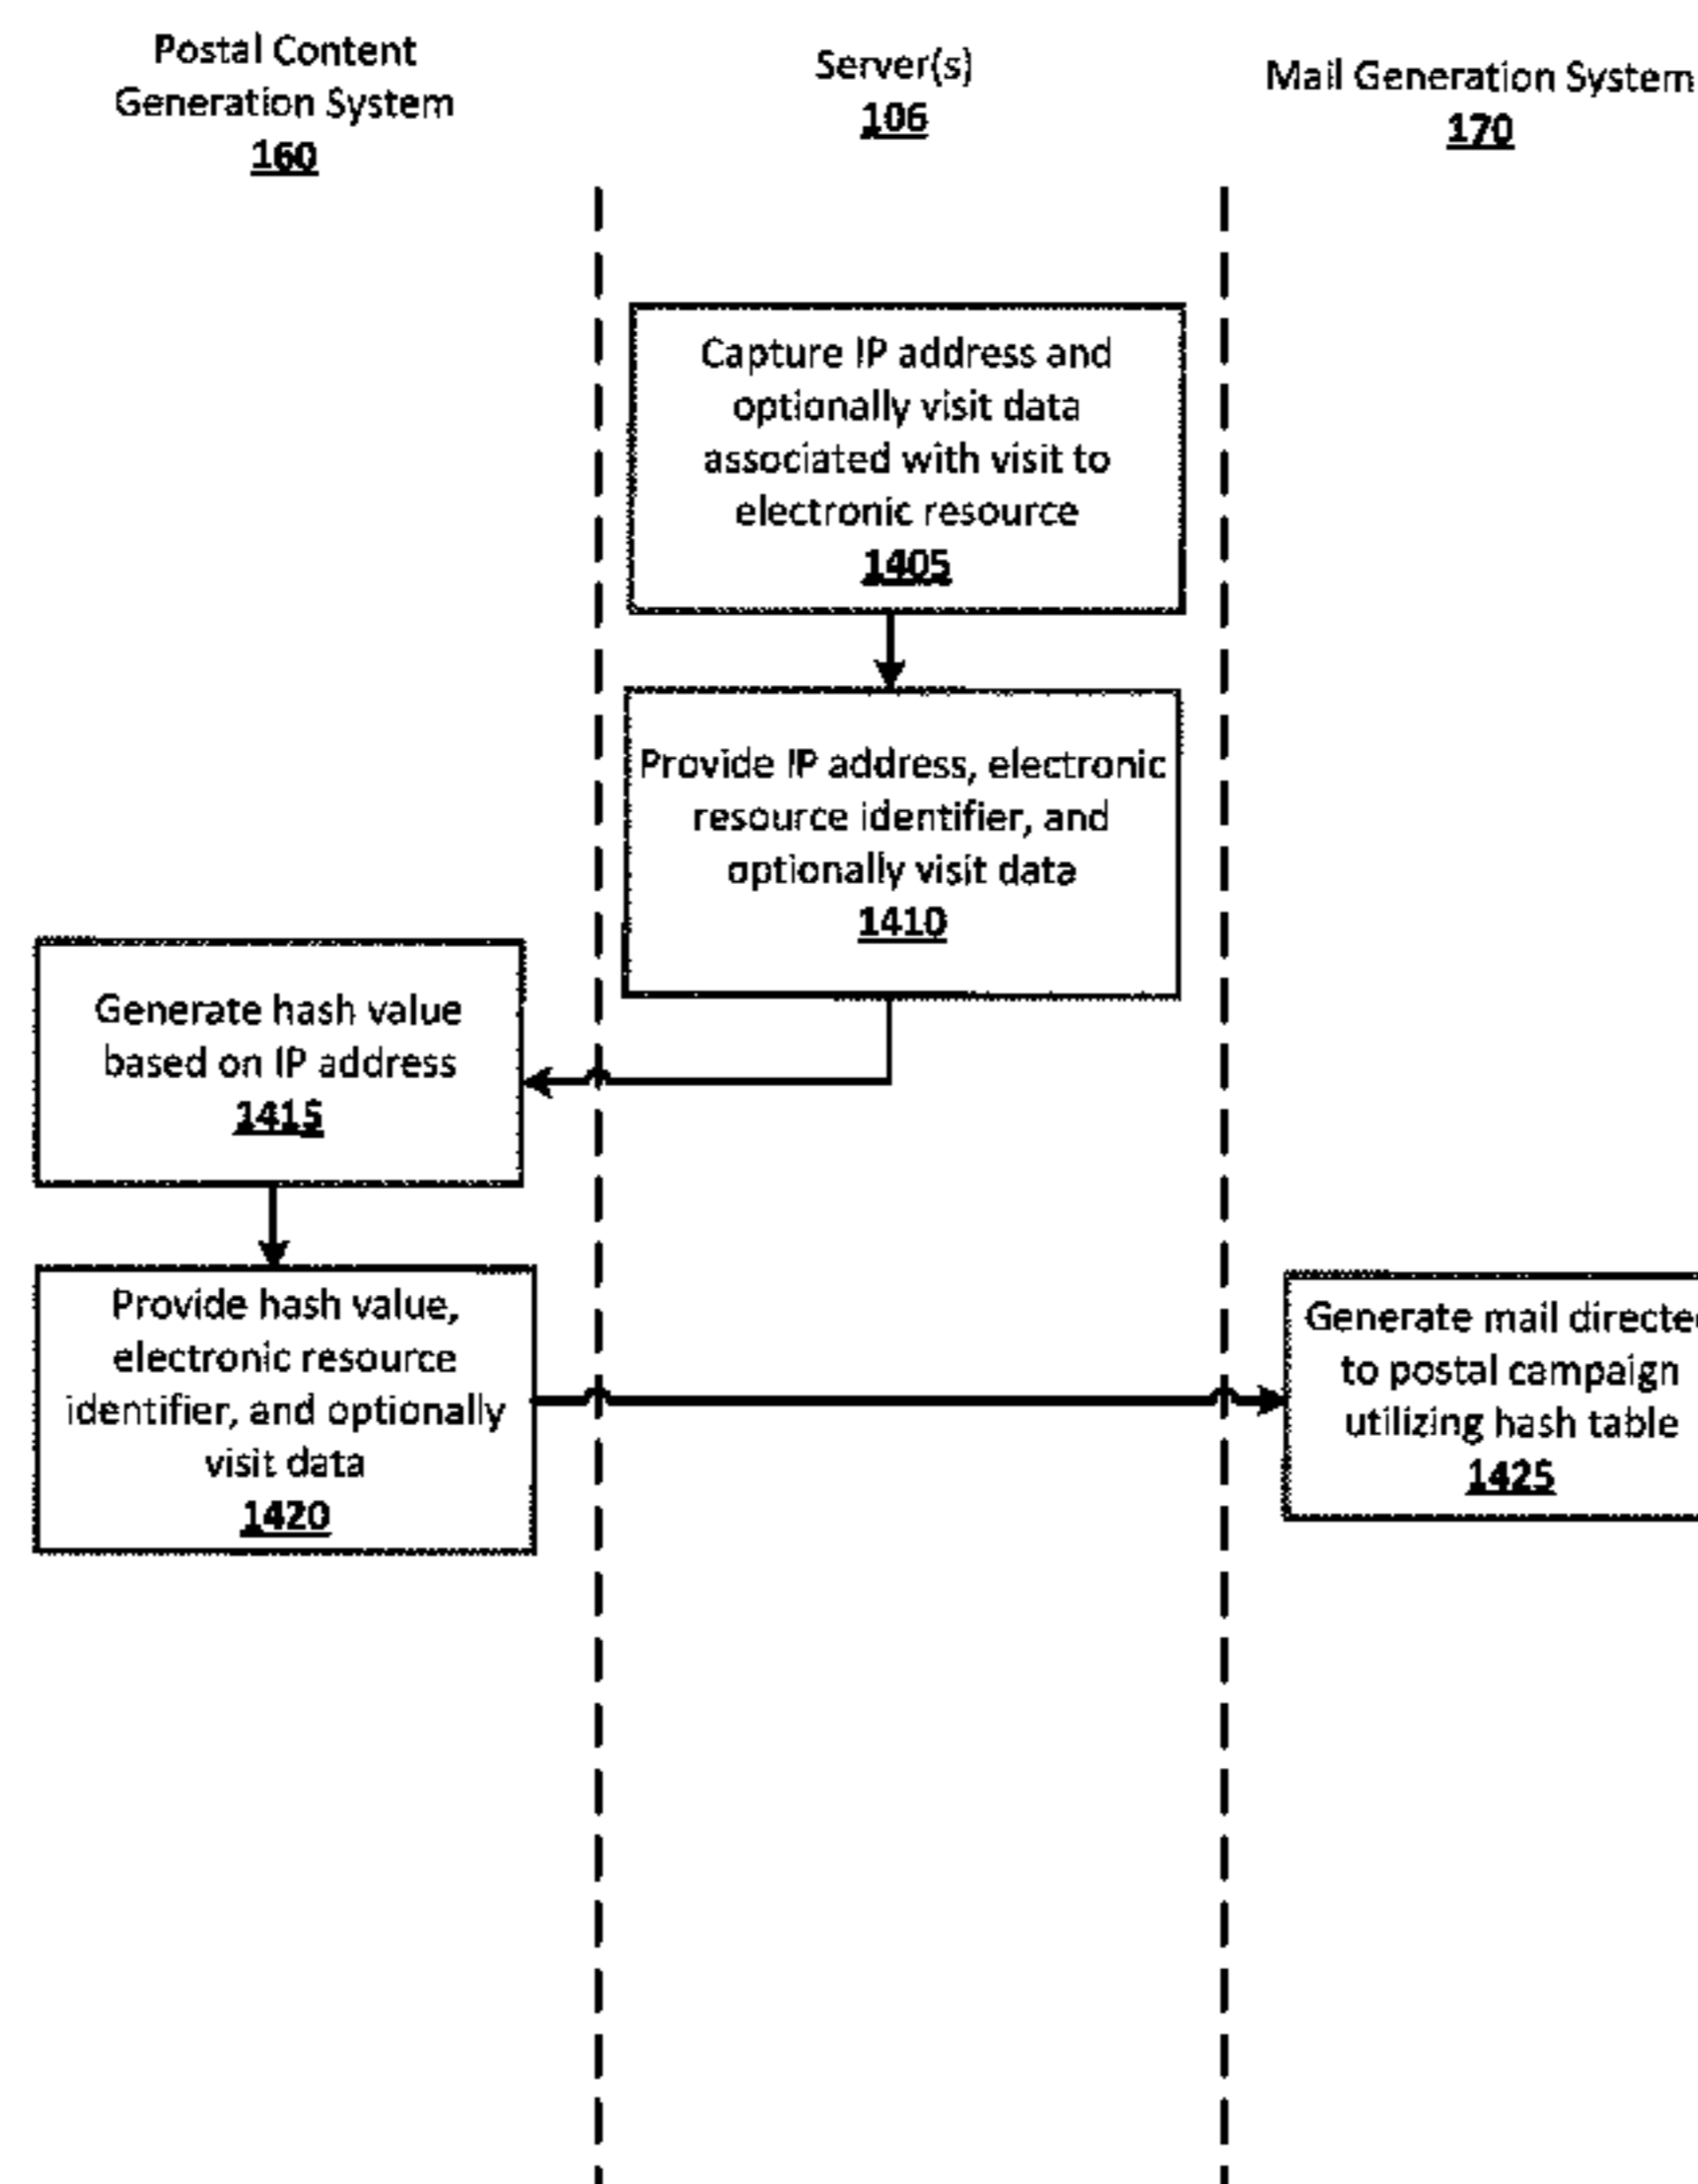 Postal Content
Generation System
160
Server(s)
106
Mail Generation System
170
Capture IP address and
optionally visit data
associated with visit to
electronic resource
1405
Provide IP address, electronic
resource identifier, and
optionally visit data
1410
Generate hash value
based on IP address
1415
Provide hash value,
electronic resource
identifier, and optionally
visit data
1420
Generate mail directed
to postal campaign
utilizing hash table
1425